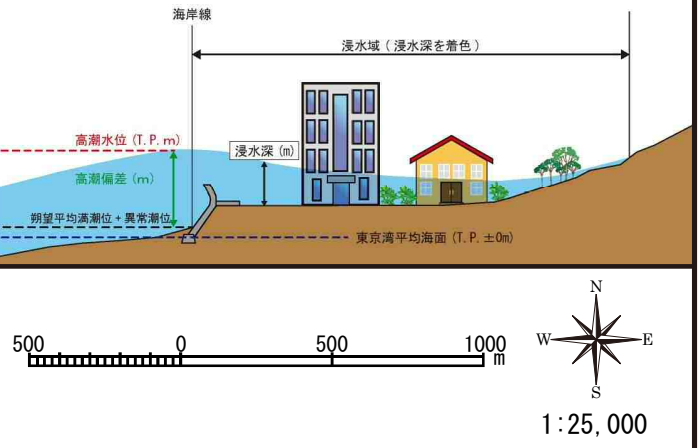 海岸線
浸水域(浸水深を着色)
高潮水位(T.P.m)
浸水深(m)
高潮偏差(m)
朔望平均満潮位+異常潮位
東京湾平均海面(T.P.±0m)
N
500 0 500 1000 m
W E
S
1:25,000